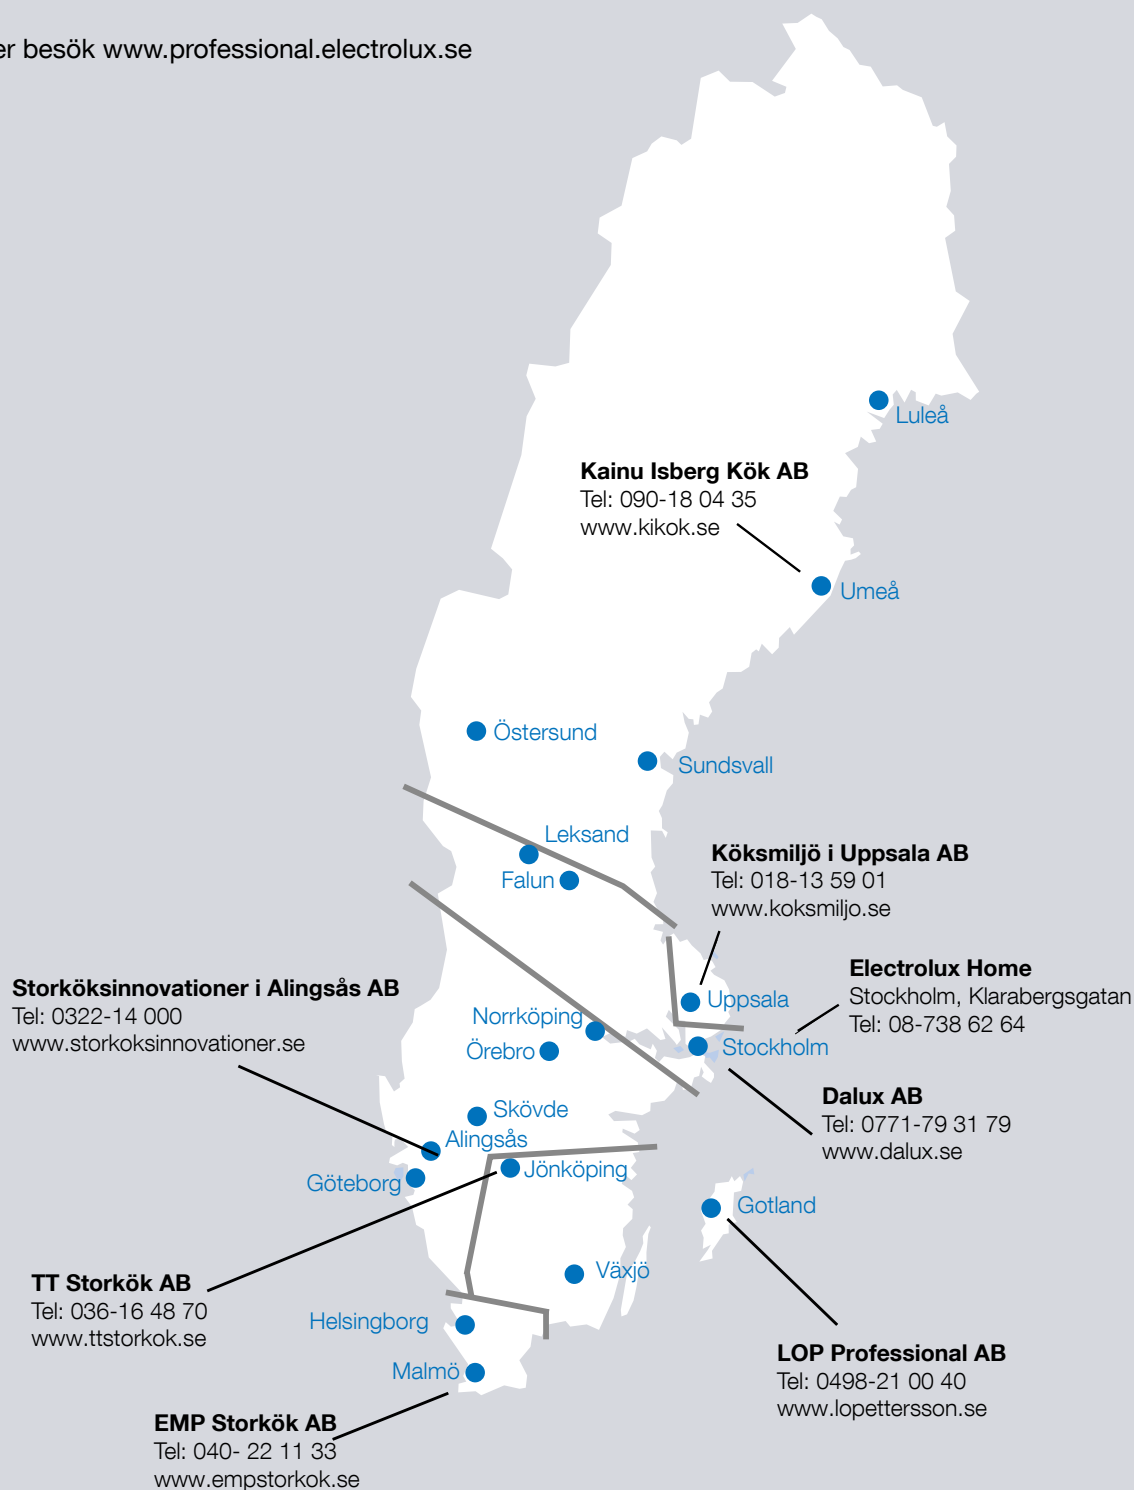 er besök www.professional.electrolux.se
Luleå
Kainu Isberg Kök AB
Tel: 090-18 04 35
www.kikok.se
Umeå
Östersund
Sundsvall
Leksand
Falun
Köksmiljö i Uppsala AB
Tel: 018-13 59 01
www.koksmiljo.se
Electrolux Home
Stockholm, Klarabergsgatan
Tel: 08-738 62 64
Storköksinnovationer i Alingsås AB
Tel: 0322-14 000
www.storkoksinnovationer.se
Uppsala
Norrköping
Örebro
Stockholm
Dalux AB
Tel: 0771-79 31 79
www.dalux.se
Skövde
Alingsås
Göteborg
Jönköping
Gotland
TT Storkök AB
Tel: 036-16 48 70
www.ttstorkok.se
Växjö
Helsingborg
Malmö
LOP Professional AB
Tel: 0498-21 00 40
www.lopettersson.se
EMP Storkök AB
Tel: 040- 22 11 33
www.empstorkok.se